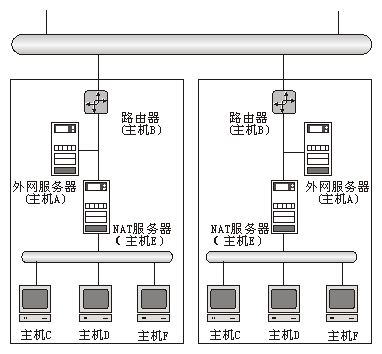 路由器
(主机B)
路由器
(主机B)
外网服务器
(主机A)
外网服务器
(主机A)
NAT服务器
( 主机E)
NAT服务器
( 主机E)
主机C 主机D 主机F 主机C 主机D 主机F